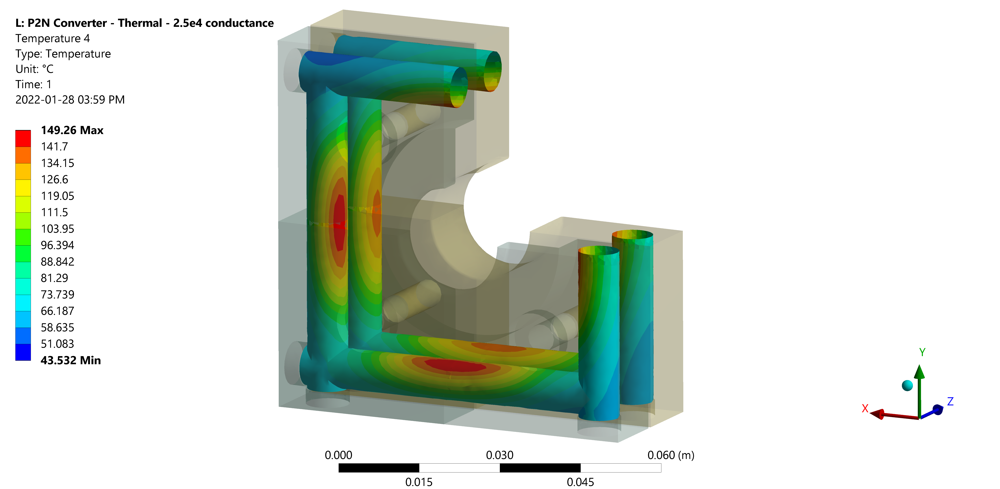 L: P2N Converter - Thermal - 2.5e4 conductance
Temperature 4
Type: Temperature
Unit: °C
Time: 1
2022-01-28 03:59 PM
149.26 Max
141.7
134.15
126.6
119.05
111.5
103.95
96.394
88.842
81.29
73.739
66.187
58.635
51.083
43.532 Min
Y
X
Z
0.000
0.030
0.060 (m)
0.015
0.045